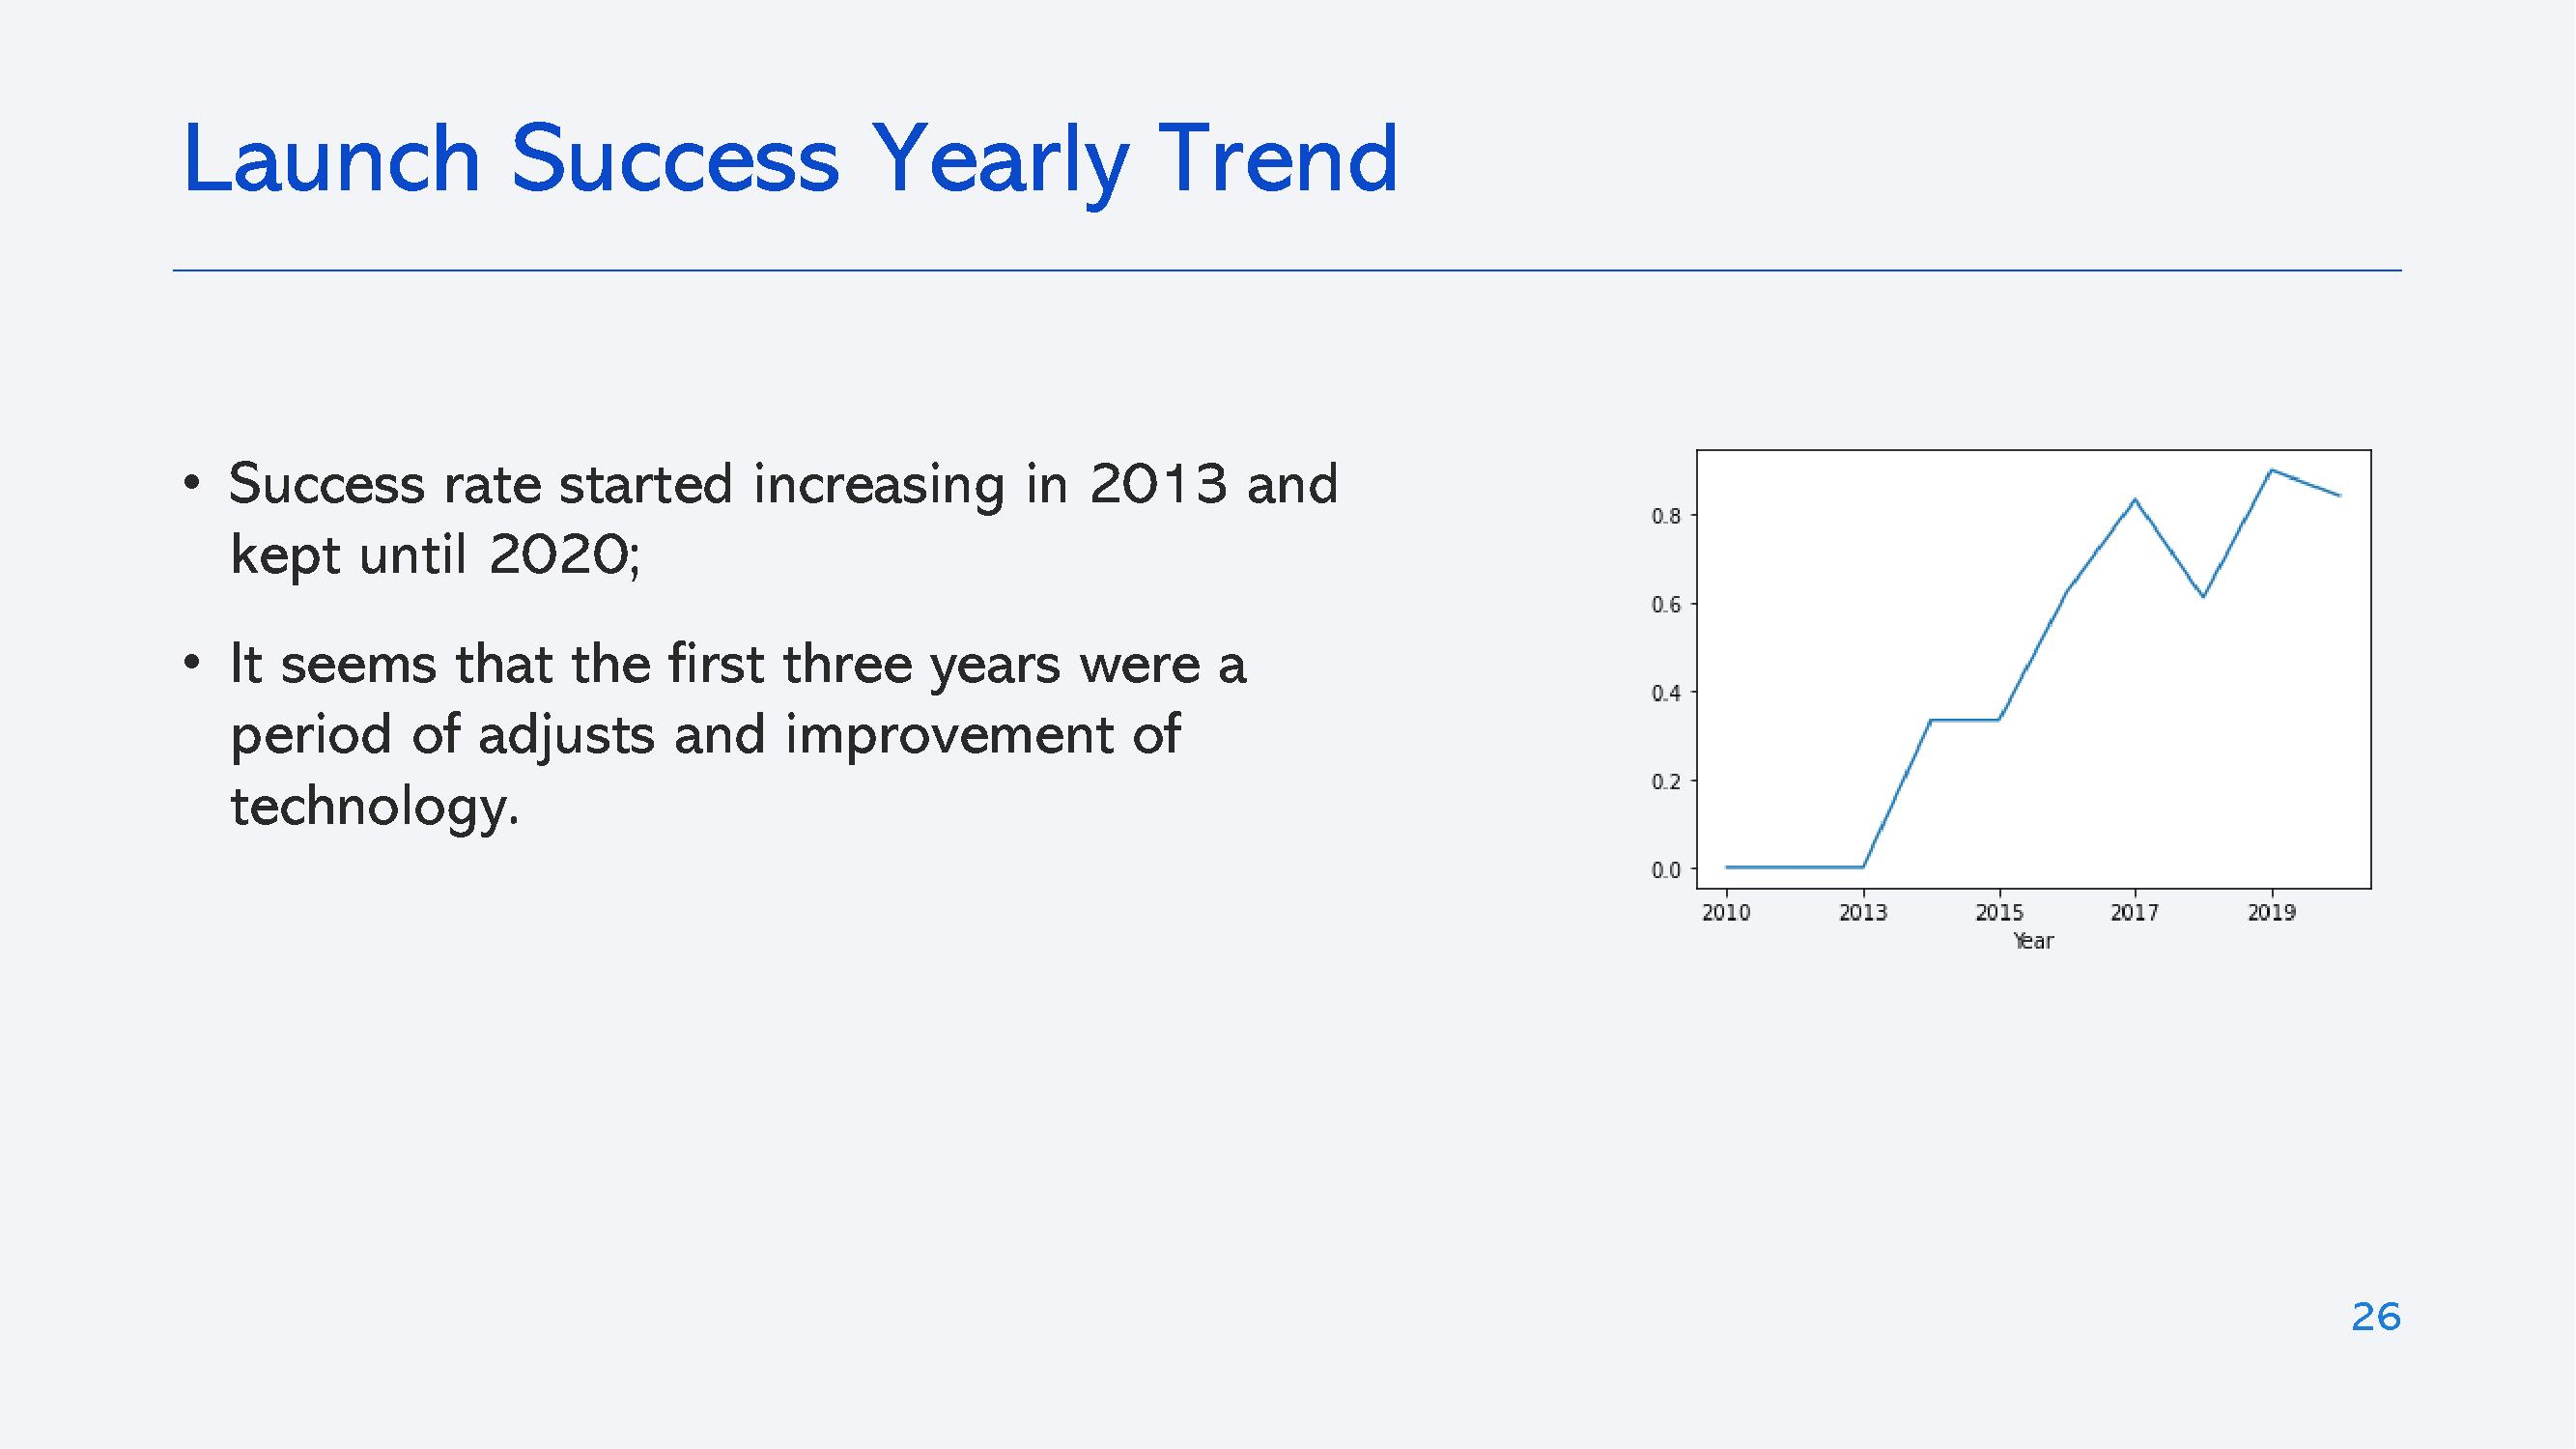 Launch Success Yearly Trend
• Success rate started increasing in 2013 and
kept until 2020;
• It seems that the first three years were a
period of adjusts and improvement of
technology.
0.8
0.6
0.4
0.2
0.0
2010 2013 2015 2017 2019
Year
26